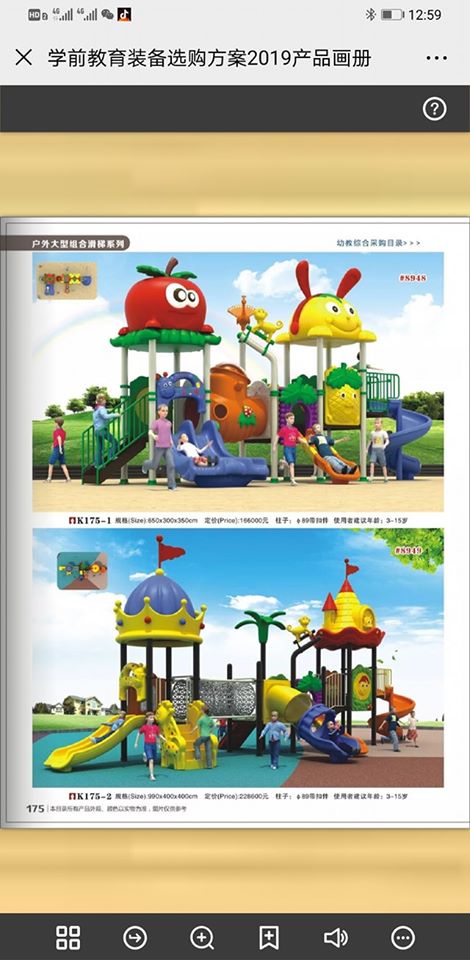 HD 2 4G 4G 12:59
学前教育装备选购方案2019产品画册
户外大型组合滑梯系列
幼教综合采购目录>>>
#8948
K175-1 规格(Size):650x300x350cm 定价(Price):166000元 柱子：φ89带扣件 使用者建议年龄：3-15岁
#8949
K175-2 规格(Size):990x400x400cm 定价(Price):228600元 柱子：φ89带扣件 使用者建议年龄：3-15岁
175 本目录所有产品外观、颜色以实物为准，图片仅供参考